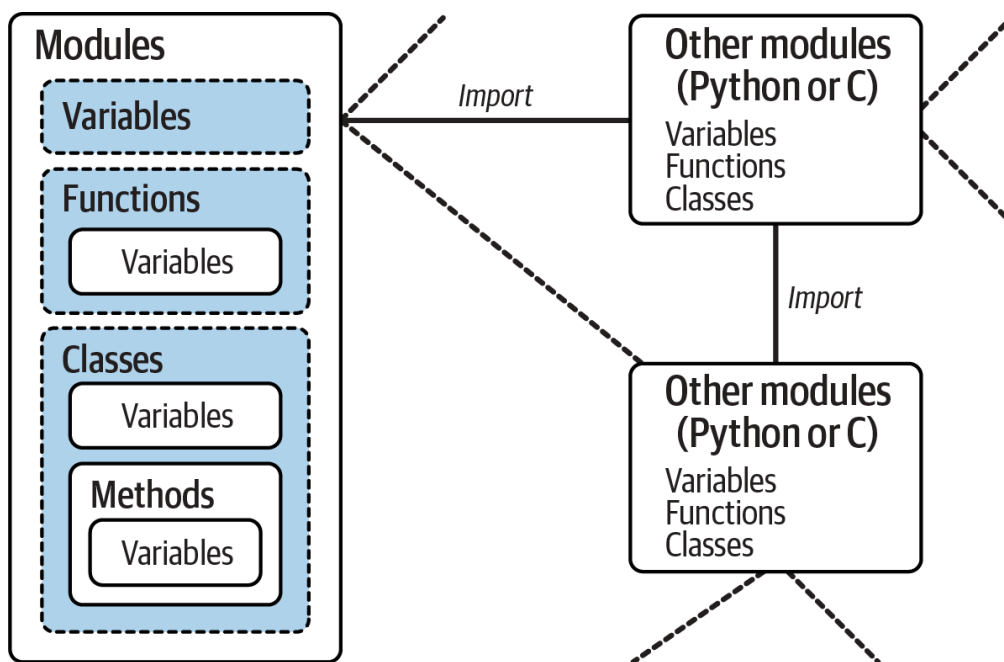 Modules
Variables
Functions
Variables
Classes
Variables
Methods
Variables
Import
Other modules
(Python or C)
Variables
Functions
Classes
Import
Other modules
(Python or C)
Variables
Functions
Classes